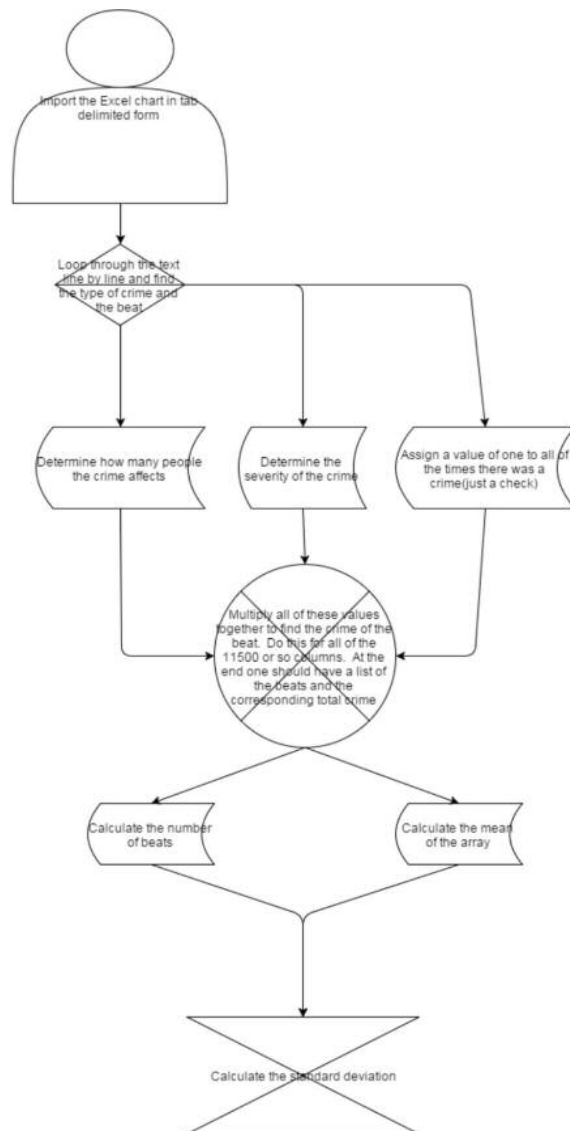 Import the Excel chart in tab
delimited form
Loop through the text
line by line and find
the type of crime and
the beat
Determine how many people
the crime affects
Determine the
severity of the crime
Assign a value of one to all of
the times there was a
crime(just a check)
Multiply all of these values
together to find the crime of the
beat. Do this for all of the
11500 or so columns. At the
end one should have a list of
the beats and the
corresponding total crime
Calculate the number
of beats
Calculate the mean
of the array
Calculate the standard deviation